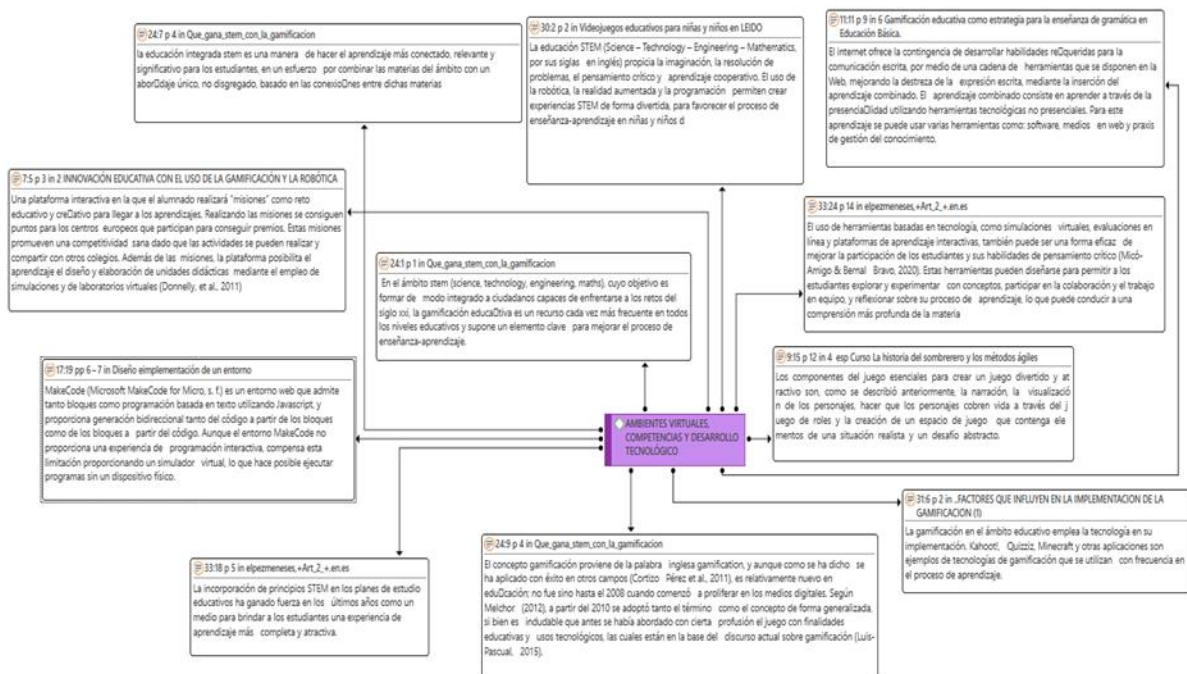 24:7 p 4 in Que_gana_stem_con_la_gamificacion
la educación integrada stem es una manera de hacer el aprendizaje más conectado, relevante y
significativo para los estudiantes, en un esfuerzo por combinar las materias del ámbito con un
abor□daje único, no disgregado, basado en las conexio□nes entre dichas materias
30:2 p 2 in Videojuegos educativos para niñas y niños en LEIDO
La educación STEM (Science – Technology – Engineering – Mathematics,
por sus siglas en inglés) propicia la imaginación, la resolución de
problemas, el pensamiento crítico y aprendizaje cooperativo. El uso de
la robótica, la realidad aumentada y la programación permiten crear
experiencias STEM de forma divertida, para favorecer el proceso de
enseñanza-aprendizaje en niñas y niños d
11:11 p 9 in 6 Gamificación educativa como estrategia para la enseñanza de gramática en
Educación Básica.
El internet ofrece la contingencia de desarrollar habilidades re□queridas para la
comunicación escrita, por medio de una cadena de herramientas que se disponen en la
Web, mejorando la destreza de la expresión escrita, mediante la inserción del
aprendizaje combinado. El aprendizaje combinado consiste en aprender a través de la
presencia□lidad utilizando herramientas tecnológicas no presenciales. Para este
aprendizaje se puede usar varias herramientas como: software, medios en web y praxis
de gestión del conocimiento.
7:5 p 3 in 2 INNOVACIÓN EDUCATIVA CON EL USO DE LA GAMIFICACIÓN Y LA ROBÓTICA
Una plataforma interactiva en la que el alumnado realizará "misiones" como reto
educativo y cre□ativo para llegar a los aprendizajes. Realizando las misiones se consiguen
puntos para los centros europeos que participan para conseguir premios. Estas misiones
promueven una competitividad sana dado que las actividades se pueden realizar y
compartir con otros colegios. Además de las misiones, la plataforma posibilita el
aprendizaje el diseño y elaboración de unidades didácticas mediante el empleo de
simulaciones y de laboratorios virtuales (Donnelly, et al., 2011)
33:24 p 14 in elpezmeneses,+Art_2_+.en.es
El uso de herramientas basadas en tecnología, como simulaciones virtuales, evaluaciones en
línea y plataformas de aprendizaje interactivas, también puede ser una forma eficaz de
mejorar la participación de los estudiantes y sus habilidades de pensamiento crítico (Micó-
Amigo & Bernal Bravo, 2020). Estas herramientas pueden diseñarse para permitir a los
estudiantes explorar y experimentar con conceptos, participar en la colaboración y el trabajo
en equipo, y reflexionar sobre su proceso de aprendizaje, lo que puede conducir a una
comprensión más profunda de la materia
24:1 p 1 in Que_gana_stem_con_la_gamificacion
En el ámbito stem (science, technology, engineering, maths), cuyo objetivo es
formar de modo integrado a ciudadanos capaces de enfrentarse a los retos del
siglo xxi, la gamificación educa□tiva es un recurso cada vez más frecuente en todos
los niveles educativos y supone un elemento clave para mejorar el proceso de
enseñanza-aprendizaje.
17:19 pp 6 – 7 in Diseño eimplementación de un entorno
MakeCode (Microsoft MakeCode for Micro, s. f.) es un entorno web que admite
tanto bloques como programación basada en texto utilizando Javascript, y
proporciona generación bidireccional tanto del código a partir de los bloques
como de los bloques a partir del código. Aunque el entorno MakeCode no
proporciona una experiencia de programación interactiva, compensa esta
limitación proporcionando un simulador virtual, lo que hace posible ejecutar
programas sin un dispositivo físico.
9:15 p 12 in 4 esp Curso La historia del sombrerero y los métodos ágiles
Los componentes del juego esenciales para crear un juego divertido y at
ractivo son, como se describió anteriormente, la narración, la visualizació
n de los personajes, hacer que los personajes cobren vida a través del j
uego de roles y la creación de un espacio de juego que contenga ele
mentos de una situación realista y un desafío abstracto.
AMBIENTES VIRTUALES,
COMPETENCIAS Y DESARROLLO
TECNOLÓGICO
31:6 p 2 in ..FACTORES QUE INFLUYEN EN LA IMPLEMENTACION DE LA
GAMIFICACION (1)
La gamificación en el ámbito educativo emplea la tecnología en su
implementación. Kahoot!, Quizziz, Minecraft y otras aplicaciones son
ejemplos de tecnologías de gamificación que se utilizan con frecuencia en
el proceso de aprendizaje.
33:18 p 5 in elpezmeneses,+Art_2_+.en.es
La incorporación de principios STEM en los planes de estudio
educativos ha ganado fuerza en los últimos años como un
medio para brindar a los estudiantes una experiencia de
aprendizaje más completa y atractiva.
24:9 p 4 in Que_gana_stem_con_la_gamificacion
El concepto gamificación proviene de la palabra inglesa gamification, y aunque como se ha dicho se
ha aplicado con éxito en otros campos (Cortizo Pérez et al., 2011), es relativamente nuevo en
edu□cación; no fue sino hasta el 2008 cuando comenzó a proliferar en los medios digitales. Según
Melchor (2012), a partir del 2010 se adoptó tanto el término como el concepto de forma generalizada,
si bien es indudable que antes se había abordado con cierta profusión el juego con finalidades
educativas y usos tecnológicos, las cuales están en la base del discurso actual sobre gamificación (Luis-
Pascual, 2015).